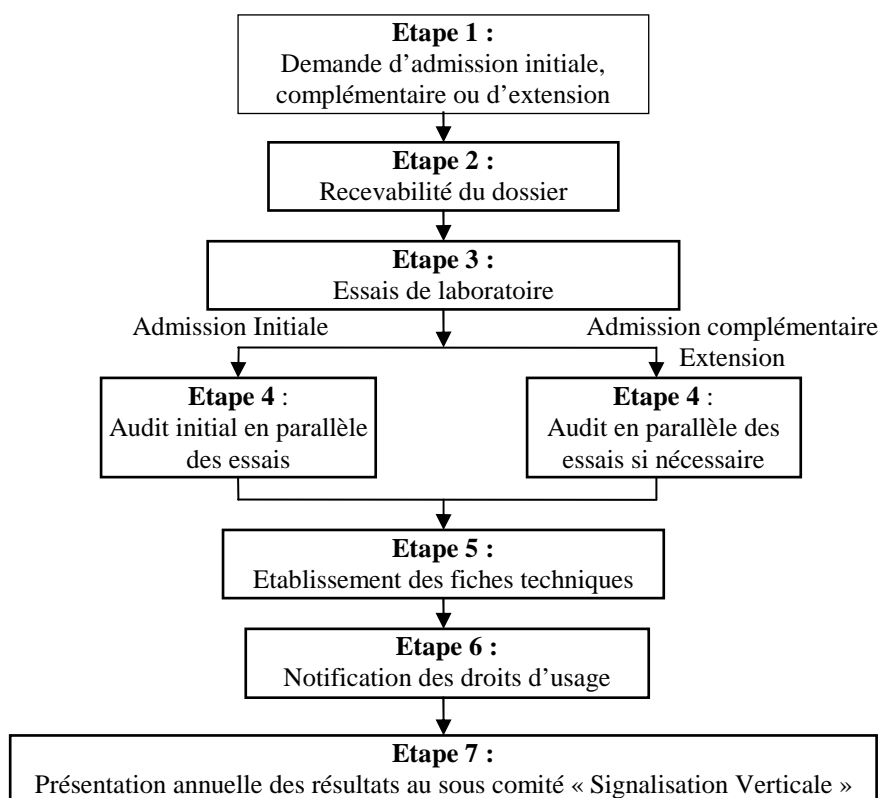 Etape 1 :
Demande d’admission initiale,
complémentaire ou d’extension
Etape 2 :
Recevabilité du dossier
Etape 3 :
Essais de laboratoire
Admission Initiale
Admission complémentaire
Extension
Etape 4 :
Audit initial en parallèle
des essais
Etape 4 :
Audit en parallèle des
essais si nécessaire
Etape 5 :
Etablissement des fiches techniques
Etape 6 :
Notification des droits d’usage
Etape 7 :
Présentation annuelle des résultats au sous comité « Signalisation Verticale »